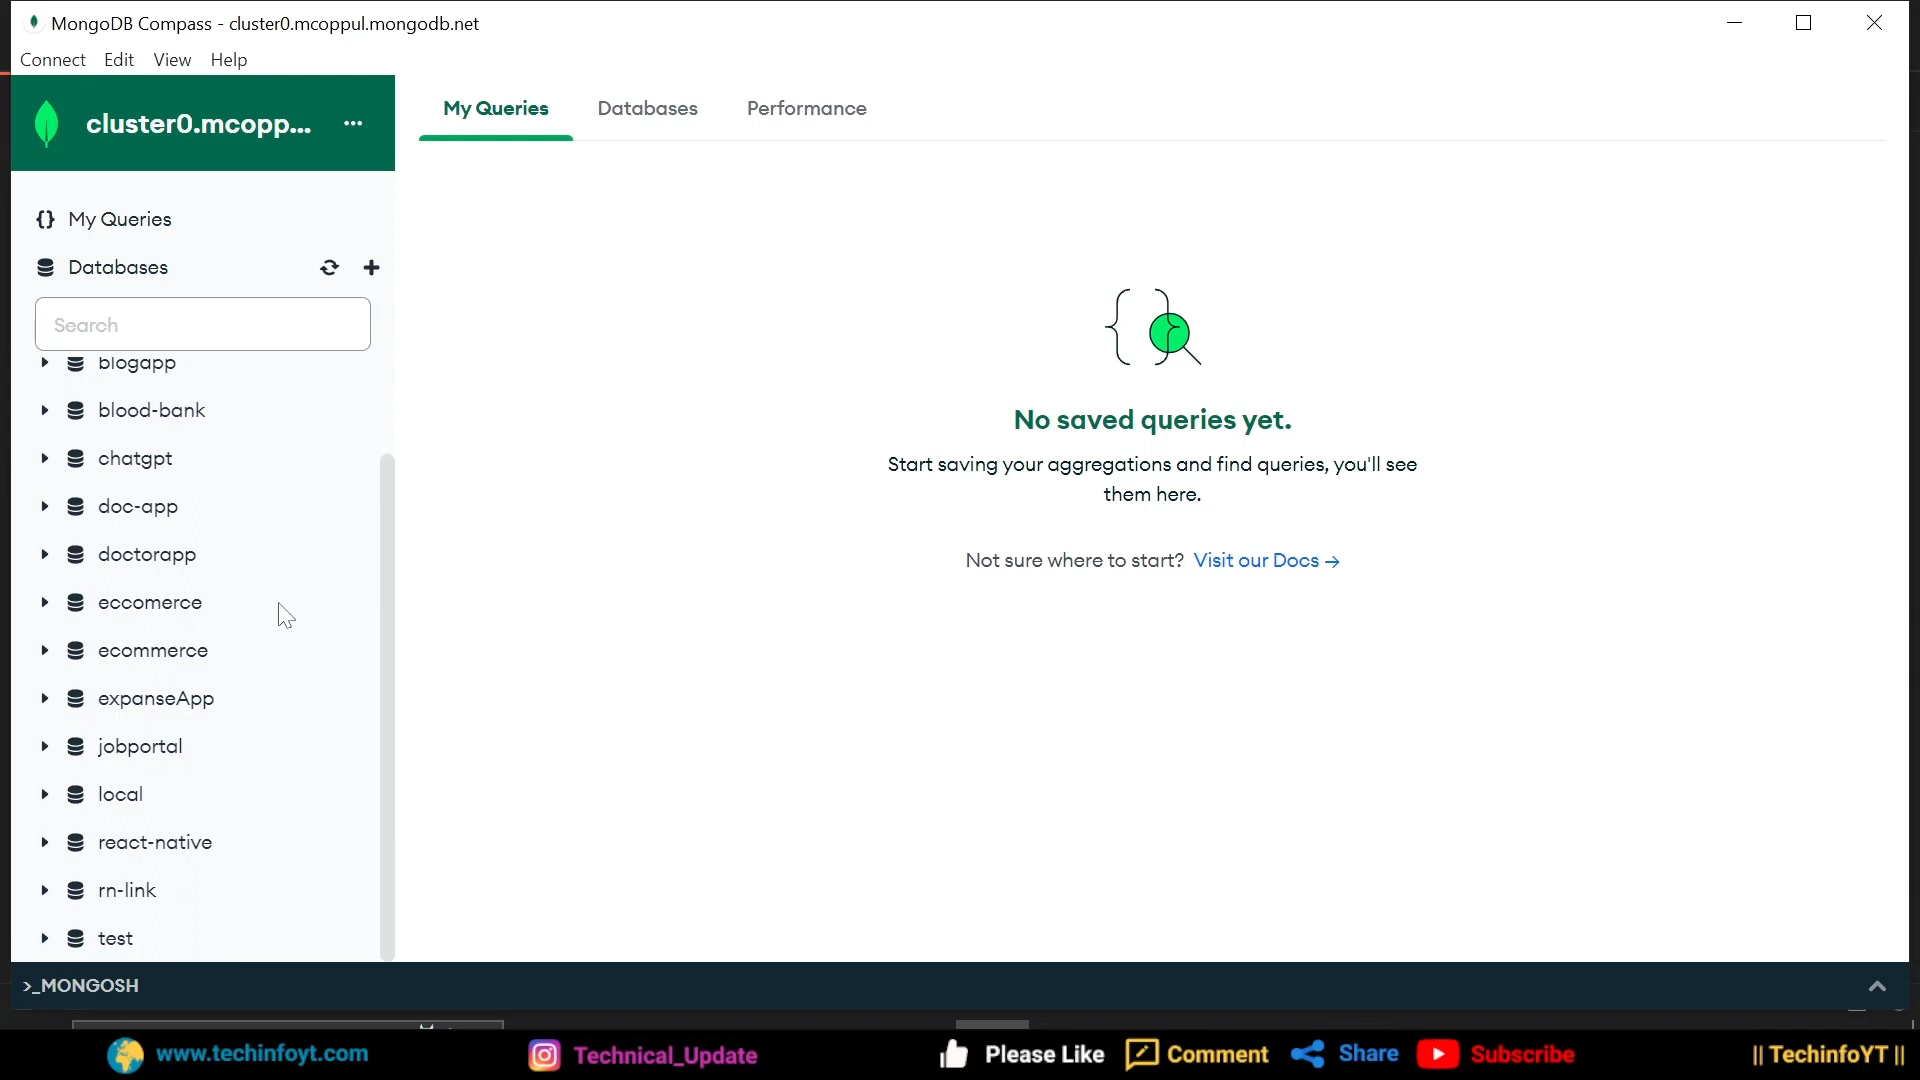 MongoDB Compass - cluster0.mcoppul.mongodb.net
Connect Edit View Help
cluster0.mcopp... ...
My Queries Databases Performance
{} My Queries
Databases
Search
blogapp
blood-bank
chatgpt
doc-app
doctorapp
eccomerce
ecommerce
expanseApp
jobportal
local
react-native
rn-link
test
No saved queries yet.
Start saving your aggregations and find queries, you'll see
them here.
Not sure where to start? Visit our Docs →
>_MONGOSH
www.techinfoyt.com Technical_Update Please Like Comment Share Subscribe || TechinfoYT ||